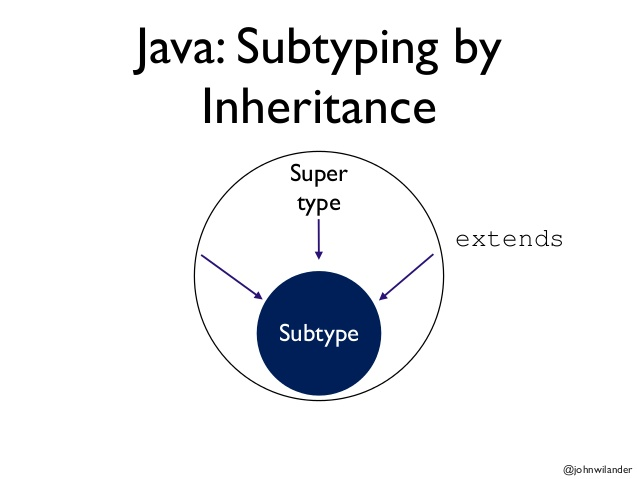 Java: Subtyping by
Inheritance
Super
type
extends
Subtype
@johnwilander